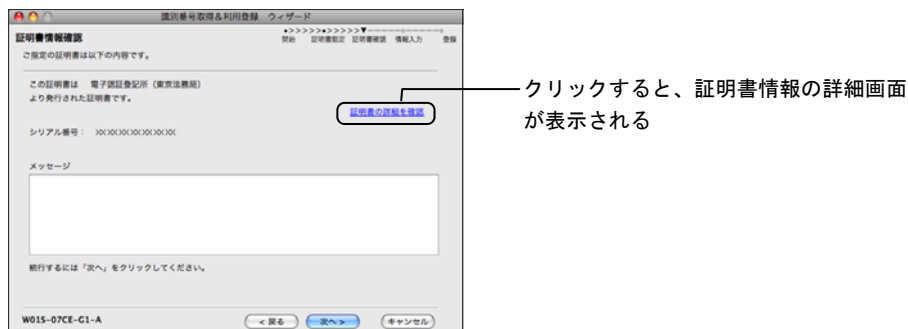 識別番号取得&利用登録 ウィザード
証明書情報確認
●>>>>>●>>>>>▼
開始 証明書設定 証明書確認 情報入力 登録
ご指定の証明書は以下の内容です。
この証明書は 電子認証登記所（東京法務局）
より発行された証明書です。
証明書の詳細を確認
シリアル番号：
メッセージ
続行するには「次へ」をクリックしてください。
W015-07CE-G1-A
< 戻る
次へ >
キャンセル
クリックすると、証明書情報の詳細画面
が表示される